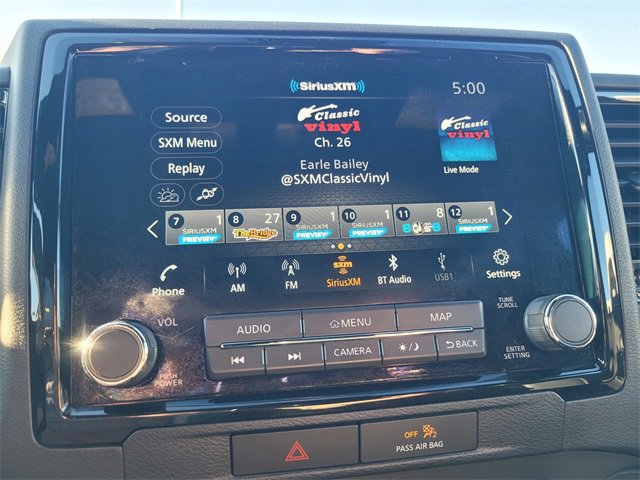 SiriusXM
5:00
Source
SXM Menu
Replay
Classic
Vinyl
Ch. 26
Earle Bailey
@SXMClassicVinyl
Classic
vinyl
Live Mode
7 1 SIRIUSXM PREVIEW
8 27 The Bridge
9 1 SIRIUSXM PREVIEW
10 1 SIRIUSXM PREVIEW
11 8 80s8
12 1 SIRIUSXM PREVIEW
Phone
AM
FM
sxm
SiriusXM
BT Audio
USB1
Settings
VOL
PUSH
POWER
AUDIO
MENU
MAP
CAMERA
BACK
TUNE
SCROLL
ENTER
SETTING
OFF 2
PASS AIR BAG